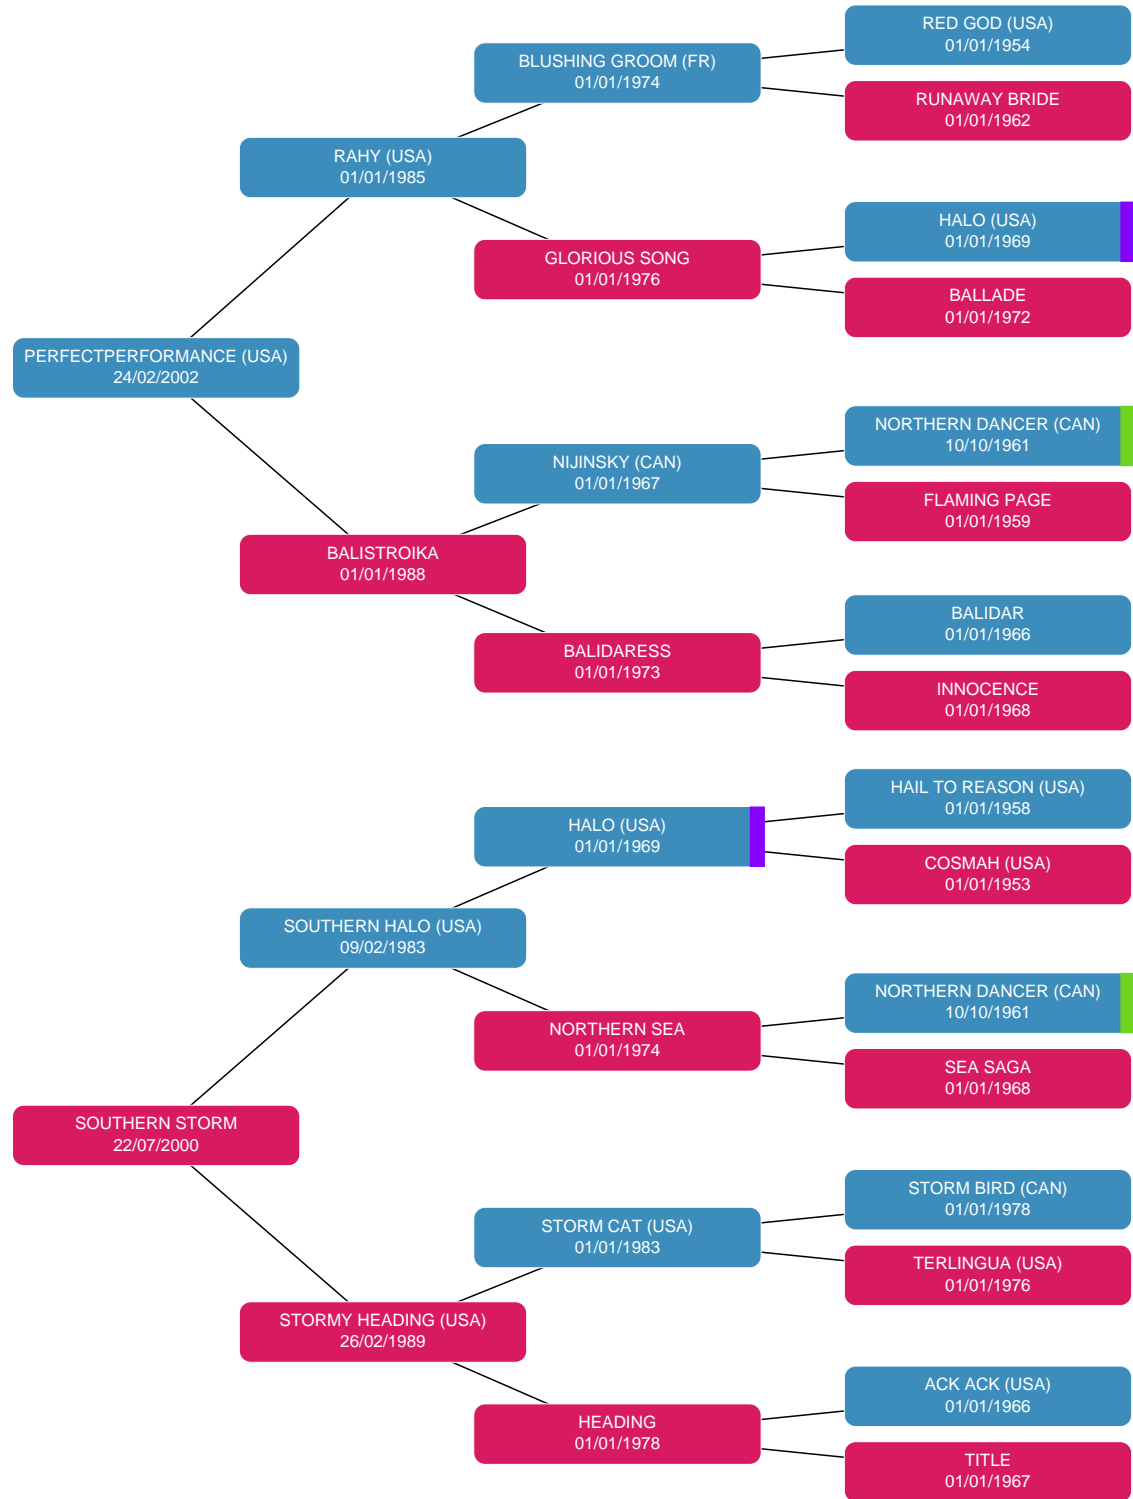 RED GOD (USA)
01/01/1954
BLUSHING GROOM (FR)
01/01/1974
RUNAWAY BRIDE
01/01/1962
RAHY (USA)
01/01/1985
HALO (USA)
01/01/1969
GLORIOUS SONG
01/01/1976
BALLADE
01/01/1972
PERFECTPERFORMANCE (USA)
24/02/2002
NORTHERN DANCER (CAN)
10/10/1961
NIJINSKY (CAN)
01/01/1967
FLAMING PAGE
01/01/1959
BALISTROIKA
01/01/1988
BALIDAR
01/01/1966
BALIDARESS
01/01/1973
INNOCENCE
01/01/1968
HAIL TO REASON (USA)
01/01/1958
HALO (USA)
01/01/1969
COSMAH (USA)
01/01/1953
SOUTHERN HALO (USA)
09/02/1983
NORTHERN DANCER (CAN)
10/10/1961
NORTHERN SEA
01/01/1974
SEA SAGA
01/01/1968
SOUTHERN STORM
22/07/2000
STORM BIRD (CAN)
01/01/1978
STORM CAT (USA)
01/01/1983
TERLINGUA (USA)
01/01/1976
STORMY HEADING (USA)
26/02/1989
ACK ACK (USA)
01/01/1966
HEADING
01/01/1978
TITLE
01/01/1967